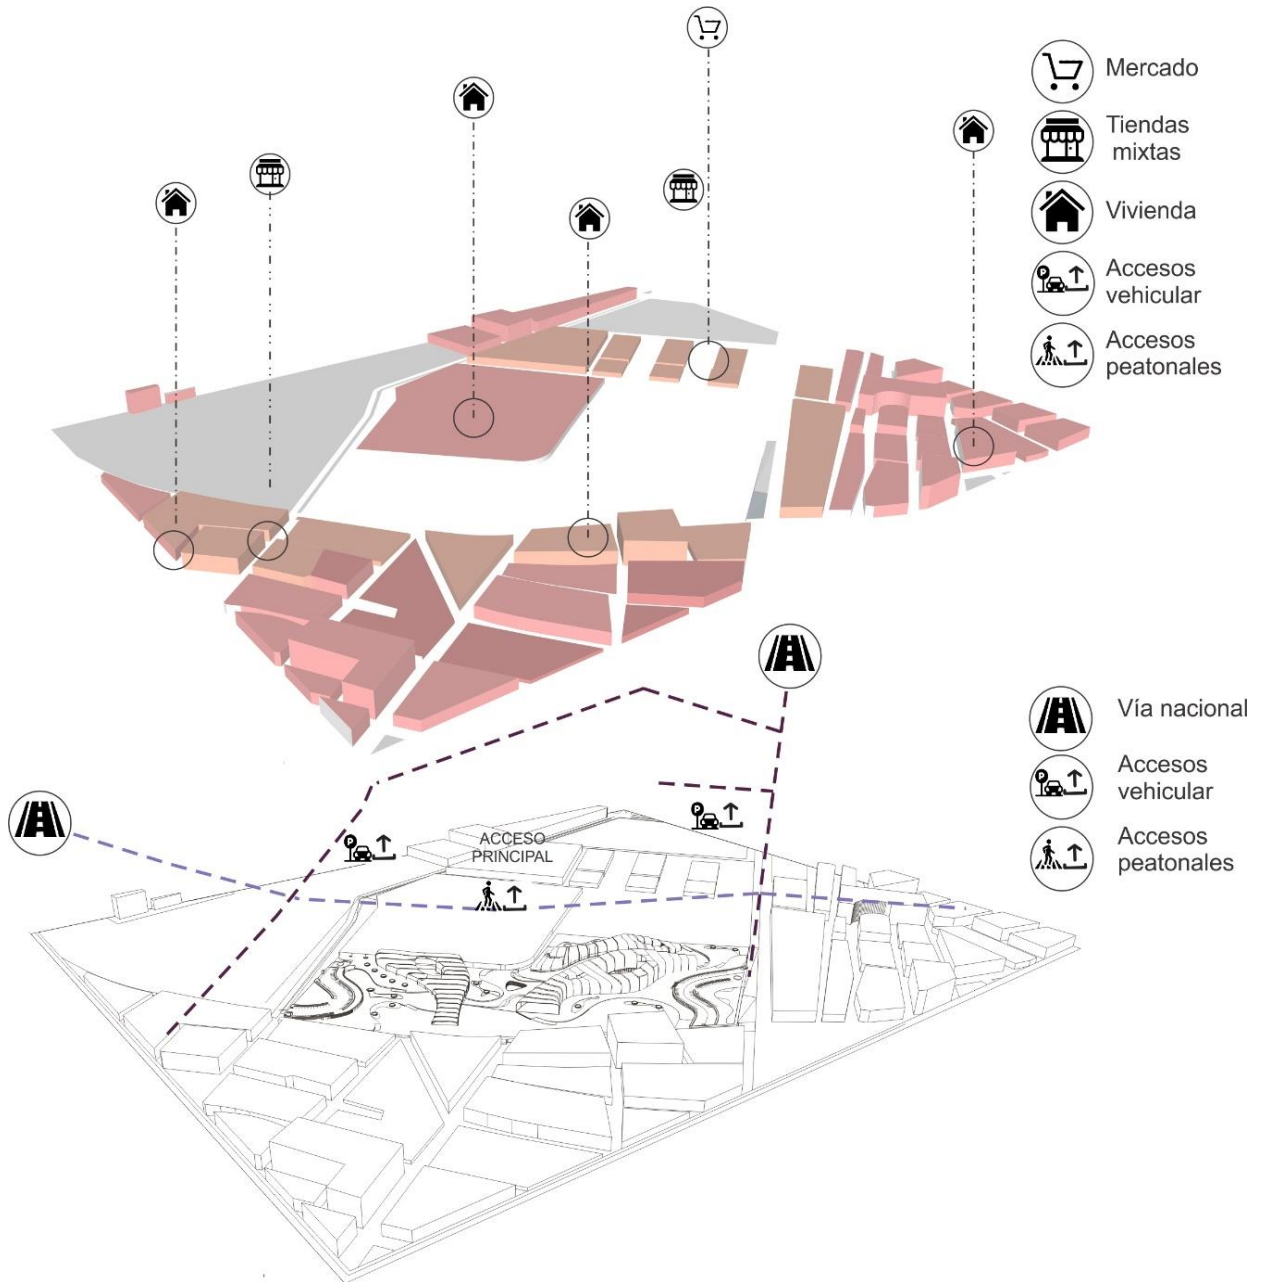 Mercado
Tiendas
mixtas
Vivienda
Accesos
vehicular
Accesos
peatonales
Vía nacional
Accesos
vehicular
Accesos
peatonales
ACCESO
PRINCIPAL
P
P
P
P